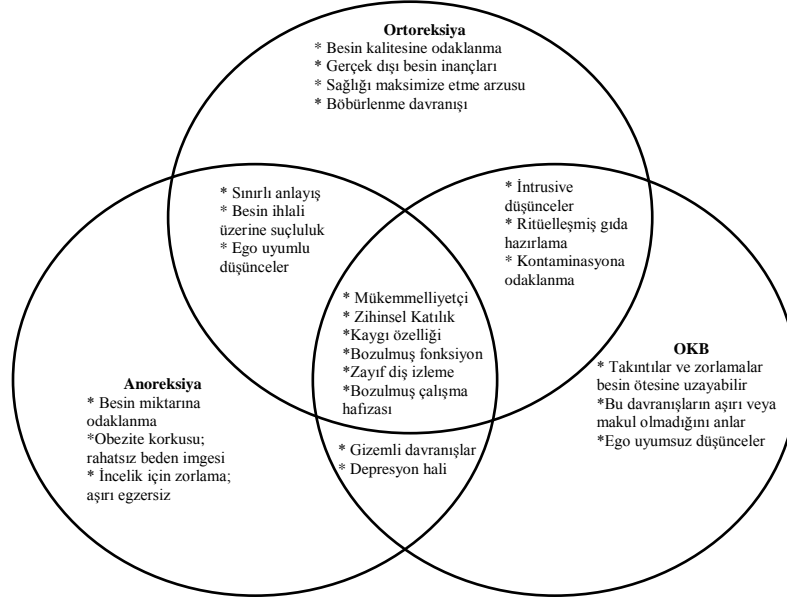 Ortoreksiya
* Besin kalitesine odaklanma
* Gerçek dışı besin inançları
* Sağlığı maksimize etme arzusu
* Böbürlenme davranışı
* Sınırlı anlayış
* Besin ihlali
üzerine suçluluk
* Ego uyumlu
düşünceler
* İntrusive
düşünceler
* Ritüelleşmiş gıda
hazırlama
* Kontaminasyona
odaklanma
* Mükemmelliyetçi
* Zihinsel Katılık
*Kaygı özelliği
*Bozulmuş fonksiyon
*Zayıf diş izleme
*Bozulmuş çalışma
hafızası
Anoreksiya
* Besin miktarına
odaklanma
*Obezite korkusu;
rahatsız beden imgesi
* İncelik için zorlama;
aşırı egzersiz
OKB
* Takıntılar ve zorlamalar
besin ötesine uzayabilir
*Bu davranışların aşırı veya
makul olmadığını anlar
*Ego uyumsuz düşünceler
* Gizemli davranışlar
* Depresyon hali